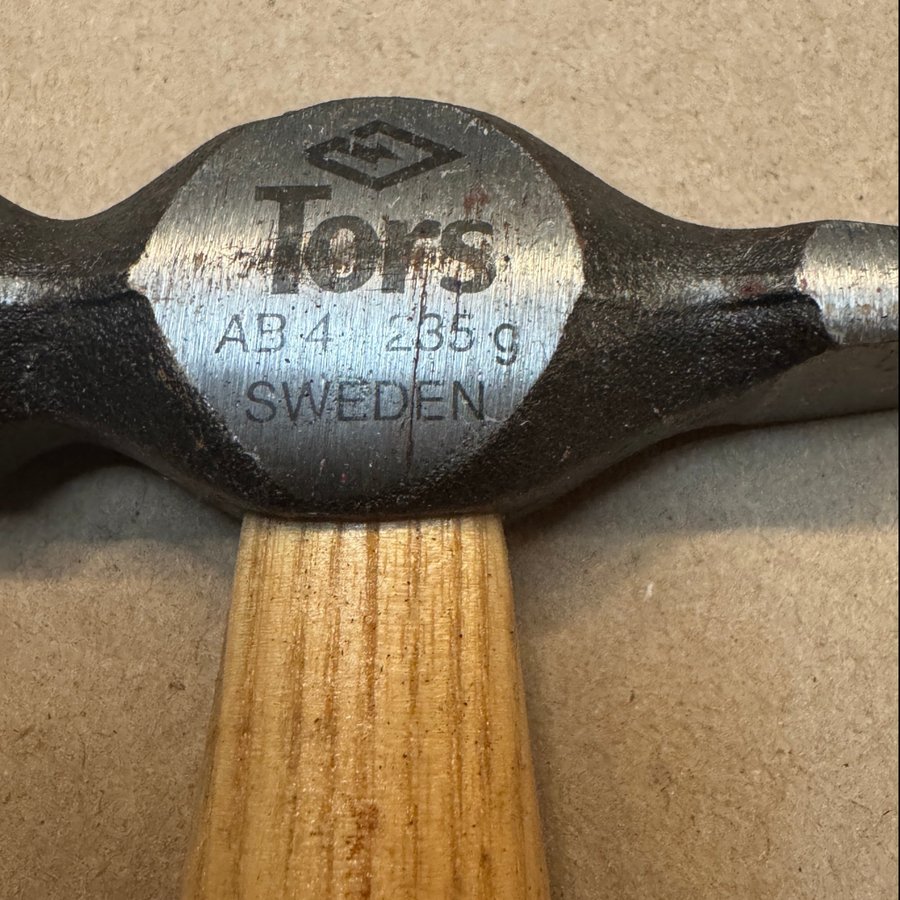 Tors
AB 4 235 g
SWEDEN